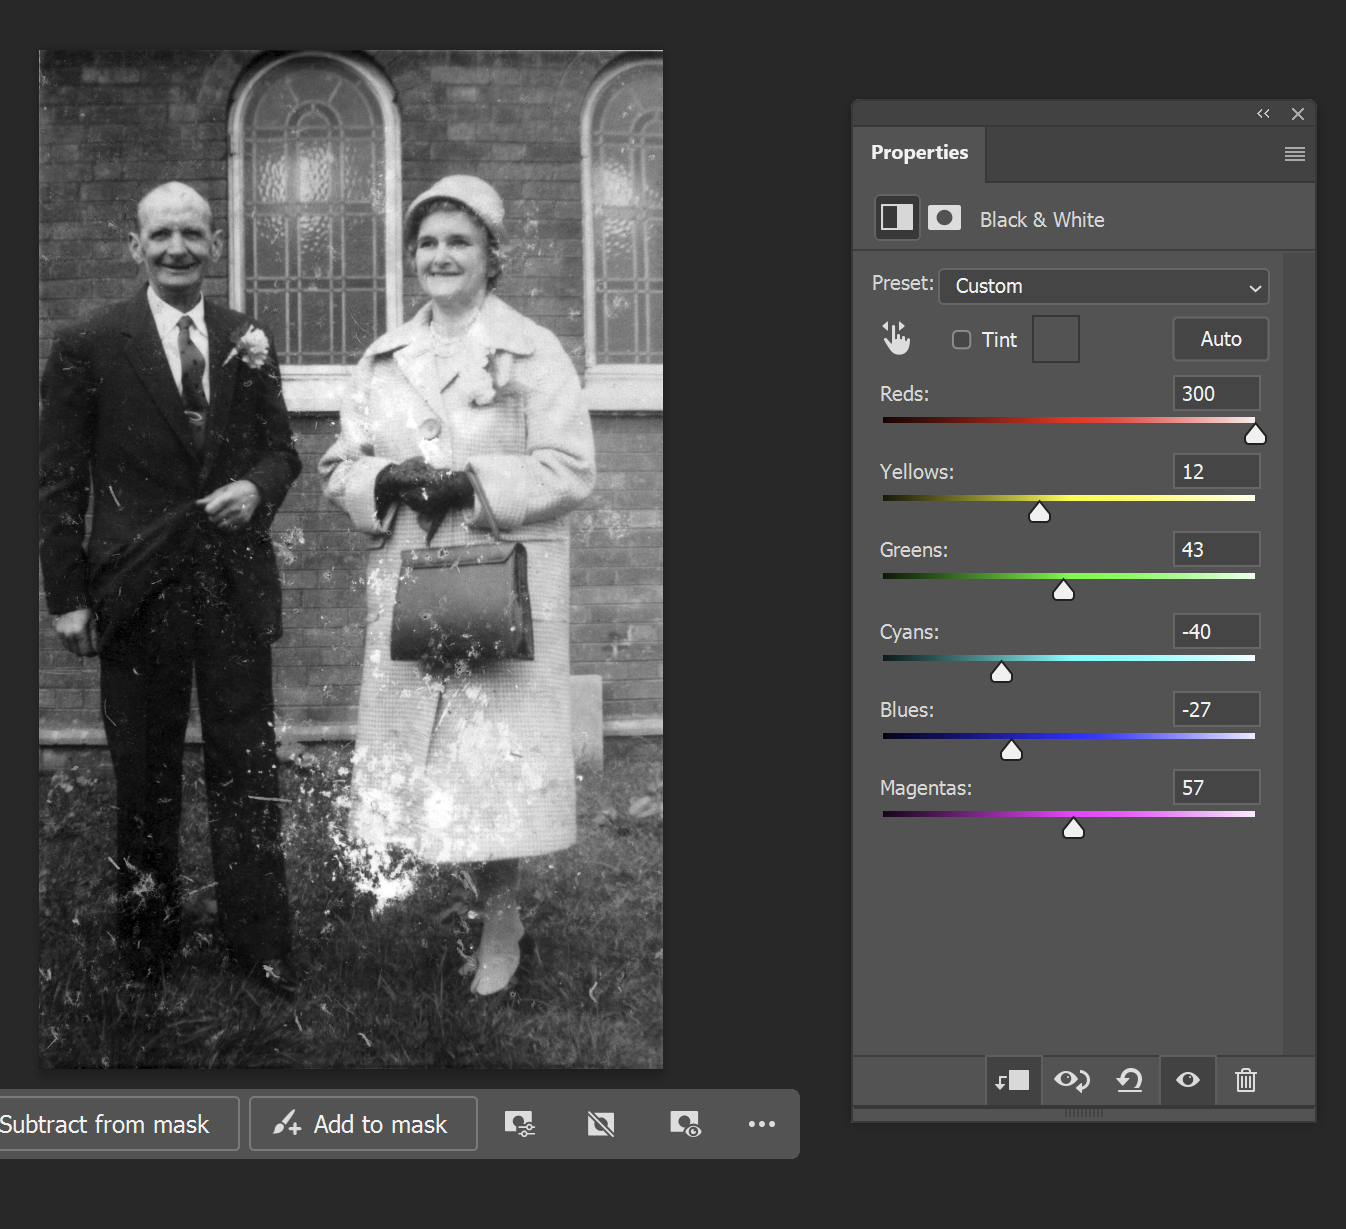 Properties
Black & White
Preset: Custom
Tint Auto
Reds: 300
Yellows: 12
Greens: 43
Cyans: -40
Blues: -27
Magentas: 57
Subtract from mask Add to mask